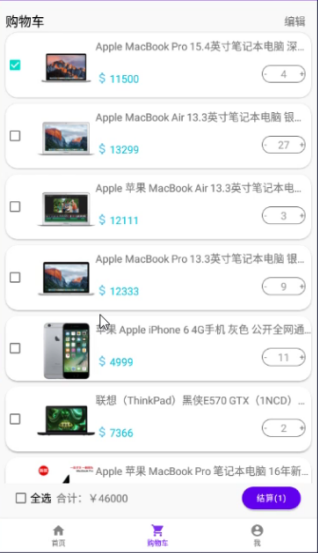 购物车
编辑
Apple MacBook Pro 15.4英寸笔记本电脑 深...
$ 11500
- 4 +
Apple MacBook Air 13.3英寸笔记本电脑 银...
$ 13299
- 27 +
Apple 苹果 MacBook Air 13.3英寸笔记本电...
$ 12111
- 3 +
Apple MacBook Pro 13.3英寸笔记本电脑 银...
$ 12333
- 9 +
苹果 Apple iPhone 6 4G手机 灰色 公开全网通...
$ 4999
- 11 +
联想（ThinkPad）黑侠E570 GTX（1NCD）...
$ 7366
- 2 +
Apple 苹果 MacBook Pro 笔记本电脑 16年新...
全选 合计：￥46000
结算(1)
首页
购物车
我